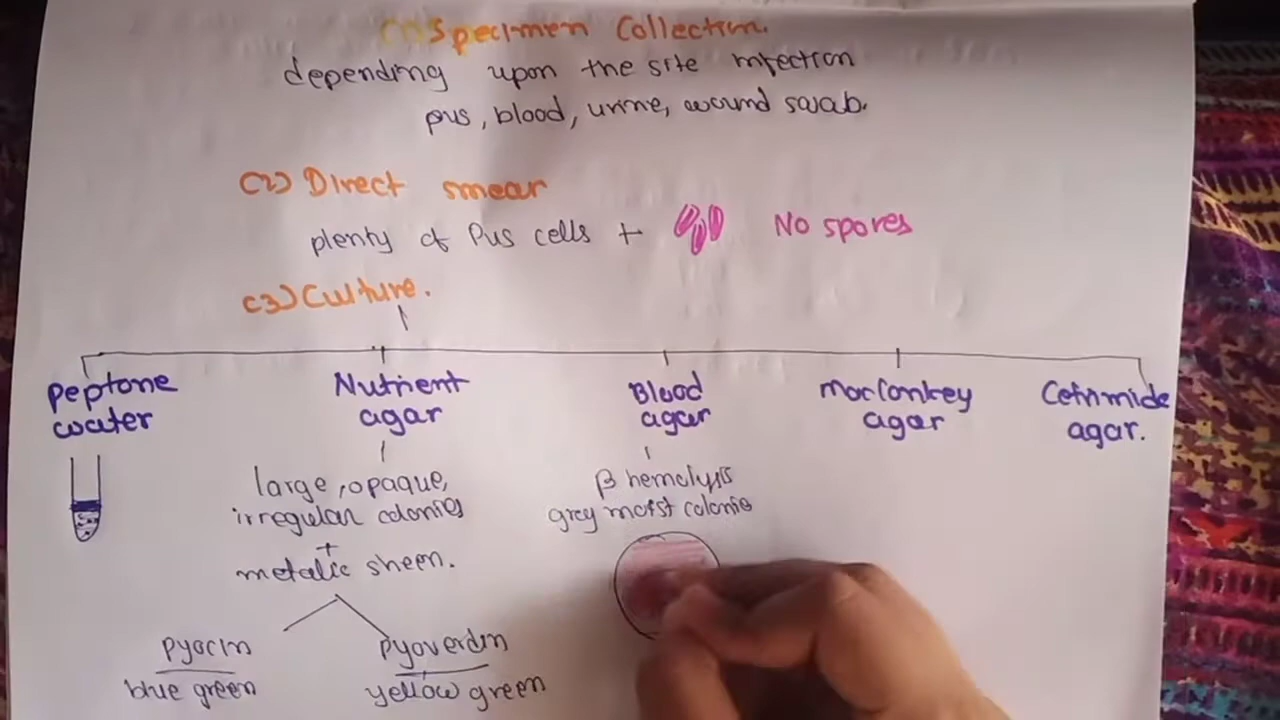 (1) Specimen Collection.
depending upon the site infection
pus, blood, urine, wound swab.
(2) Direct smear
plenty of Pus cells + No spores
(3) Culture.
Peptone water
Nutrient agar
Blood agar
MacConkey agar
Cetrimide agar.
large, opaque,
irregular colonies
+
metalic sheen.
β hemolysis
grey moist colonies
pyocin
blue green
pyoverdin
yellow green